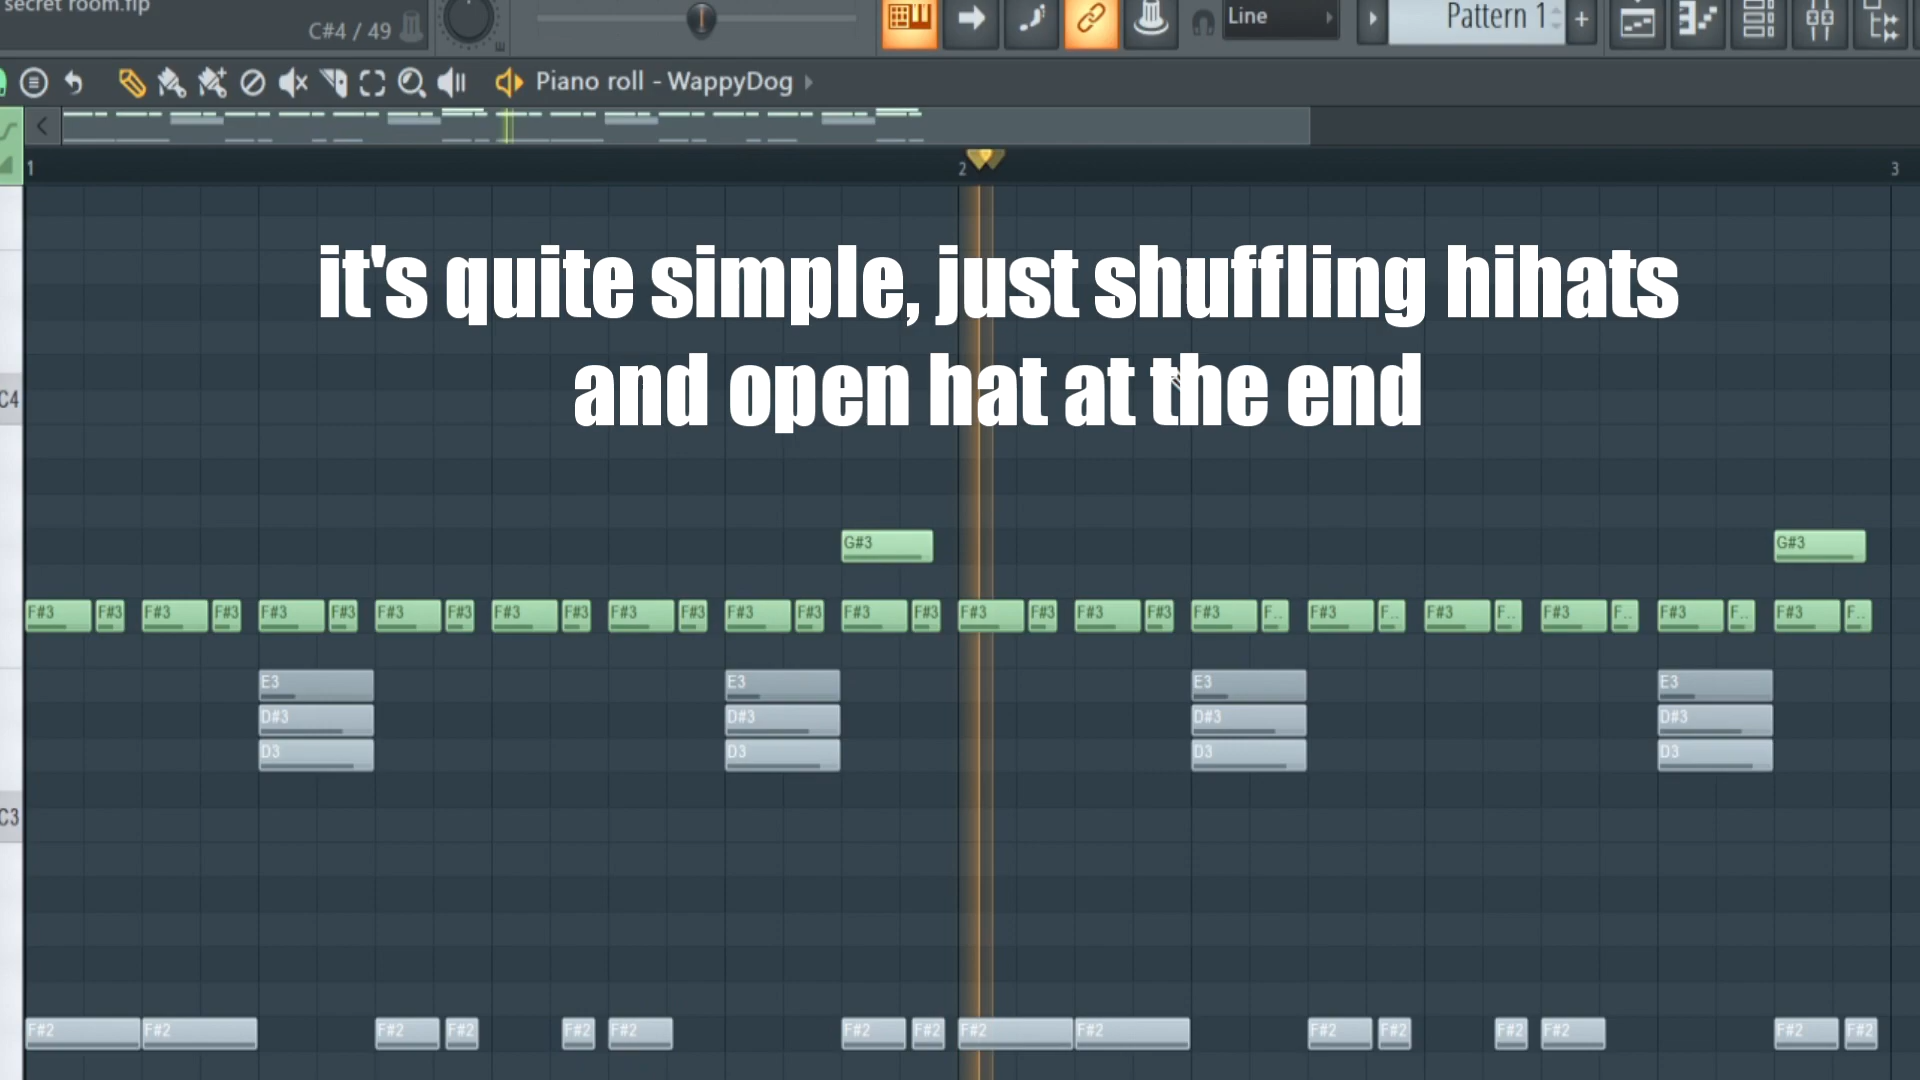 secret room.flp
C#4 / 49
Line
Pattern 1
Piano roll - WappyDog
1 2 3
it's quite simple, just shuffling hihats
and open hat at the end
C4
G#3 G#3
F#3 F#3 F#3 F#3 F#3 F#3 F#3 F#3 F#3 F#3 F#3 F#3 F#3 F#3 F#3 F#3 F#3 F#3 F#3 F#3 F#3 F.. F#3 F.. F#3 F.. F#3 F.. F#3 F.. F#3 F..
E3 E3 E3 E3
D#3 D#3 D#3 D#3
D3 D3 D3 D3
C3
F#2 F#2 F#2 F#2 F#2 F#2 F#2 F#2 F#2 F#2 F#2 F#2 F#2 F#2 F#2 F#2